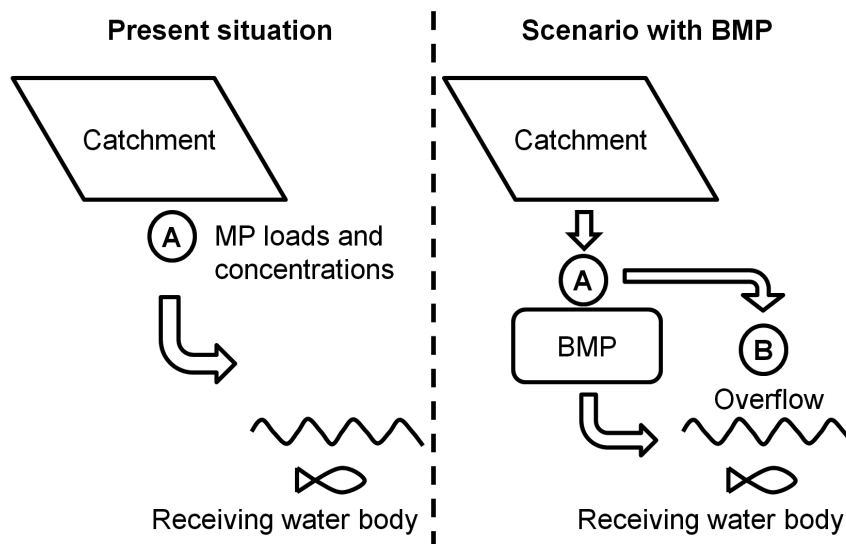 Present situation
Catchment
A
MP loads and
concentrations
Receiving water body
Scenario with BMP
Catchment
A
BMP
B
Overflow
Receiving water body